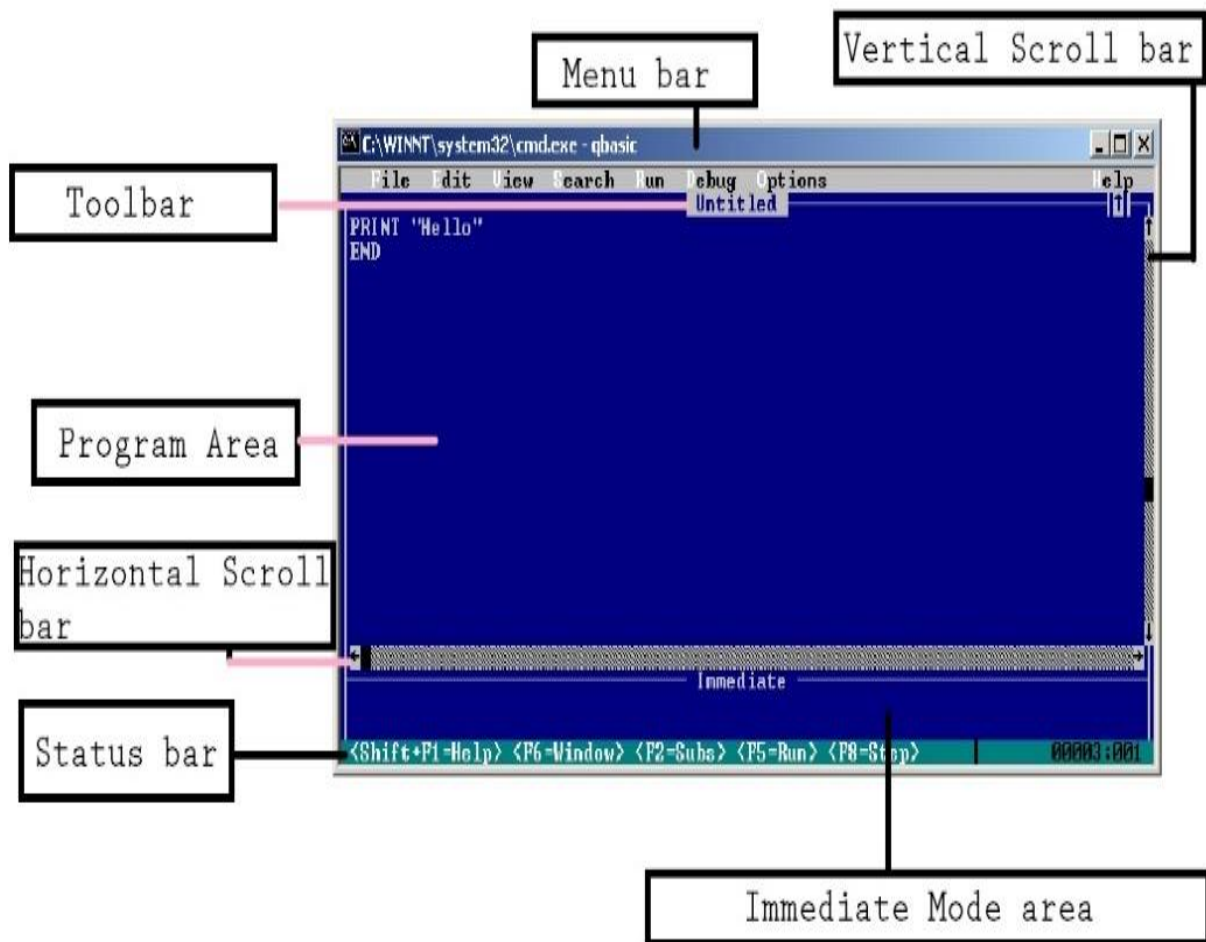 Vertical Scroll bar
Menu bar
C:\WINNT\system32\cmd.exe - qbasic
File Edit View Search Run Debug Options Help
Toolbar
Untitled
PRINT "Hello"
END
Program Area
Horizontal Scroll
bar
Immediate
Status bar
<Shift+F1=Help> <F6=Window> <F2=Subs> <F5=Run> <F8=Step> 00003:001
Immediate Mode area